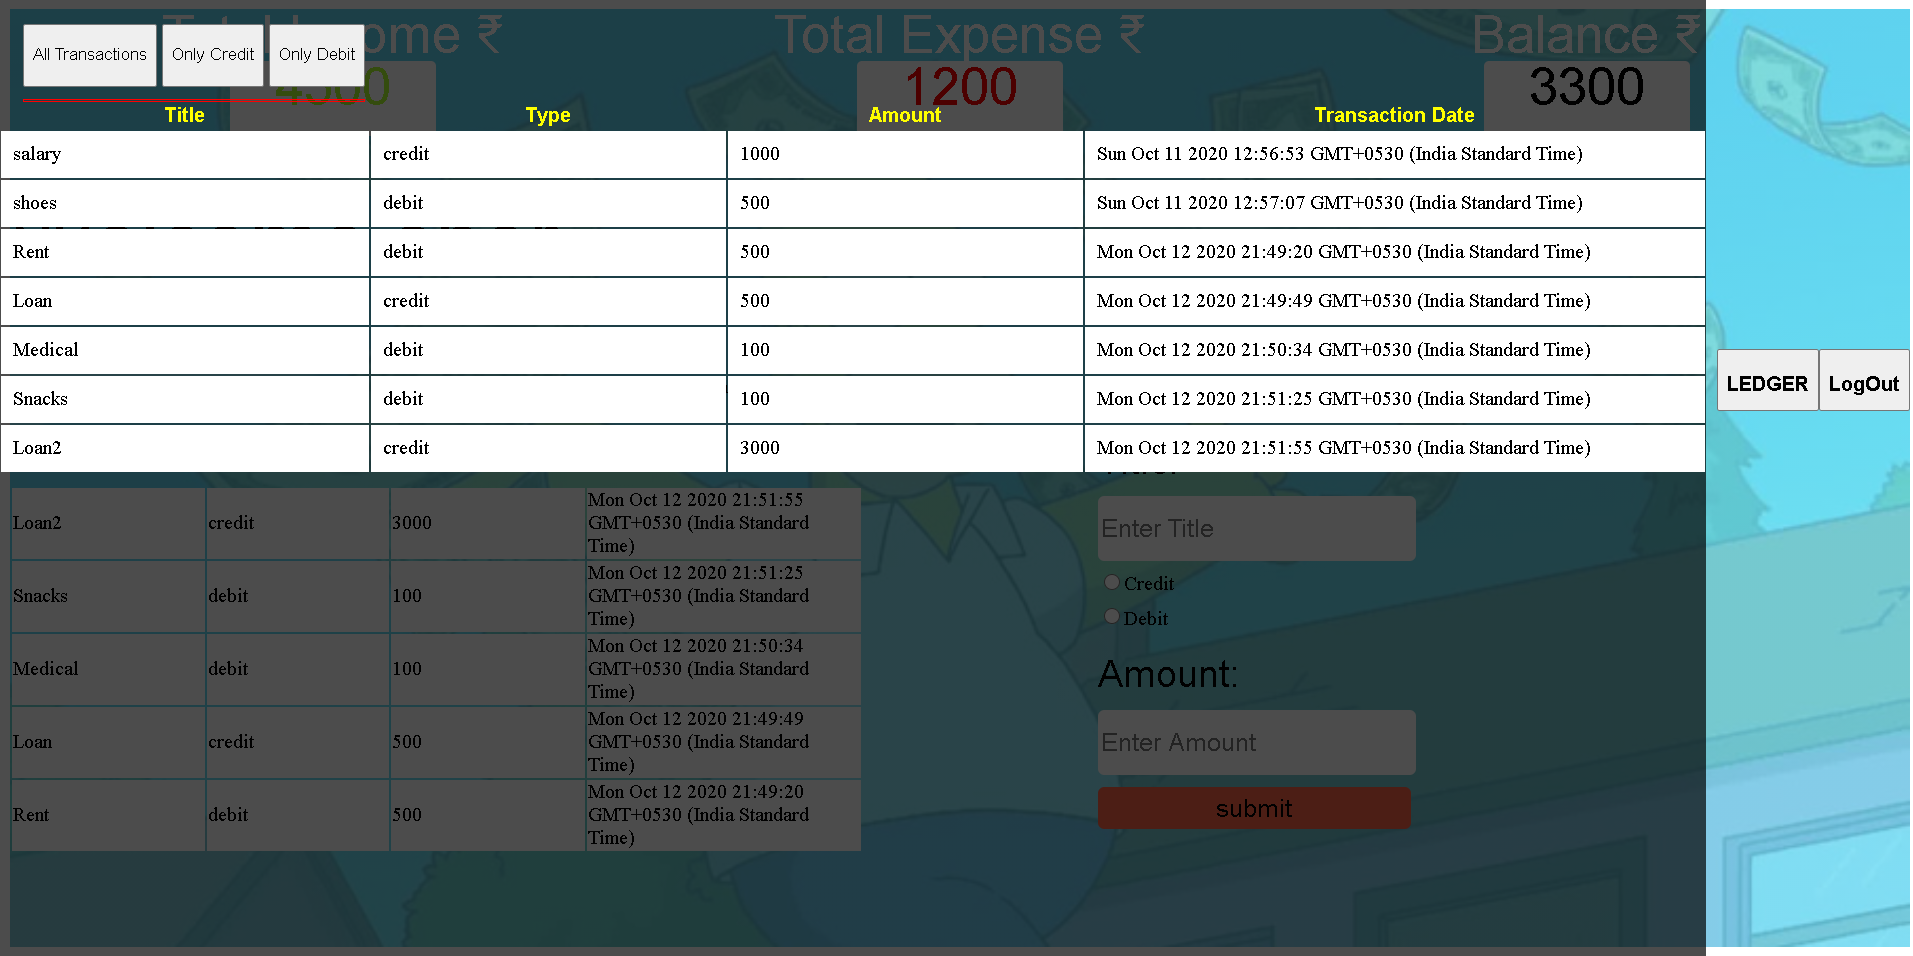 Total Income ₹
Total Expense ₹
Balance ₹
All Transactions
Only Credit
Only Debit
4500
1200
3300
Title Type Amount Transaction Date
salary credit 1000 Sun Oct 11 2020 12:56:53 GMT+0530 (India Standard Time)
shoes debit 500 Sun Oct 11 2020 12:57:07 GMT+0530 (India Standard Time)
Rent debit 500 Mon Oct 12 2020 21:49:20 GMT+0530 (India Standard Time)
Loan credit 500 Mon Oct 12 2020 21:49:49 GMT+0530 (India Standard Time)
Medical debit 100 Mon Oct 12 2020 21:50:34 GMT+0530 (India Standard Time)
Snacks debit 100 Mon Oct 12 2020 21:51:25 GMT+0530 (India Standard Time)
Loan2 credit 3000 Mon Oct 12 2020 21:51:55 GMT+0530 (India Standard Time)
LEDGER
LogOut
Loan2 credit 3000 Mon Oct 12 2020 21:51:55
GMT+0530 (India Standard
Time)
Snacks debit 100 Mon Oct 12 2020 21:51:25
GMT+0530 (India Standard
Time)
Medical debit 100 Mon Oct 12 2020 21:50:34
GMT+0530 (India Standard
Time)
Loan credit 500 Mon Oct 12 2020 21:49:49
GMT+0530 (India Standard
Time)
Rent debit 500 Mon Oct 12 2020 21:49:20
GMT+0530 (India Standard
Time)
Enter Title
Credit
Debit
Amount:
Enter Amount
submit